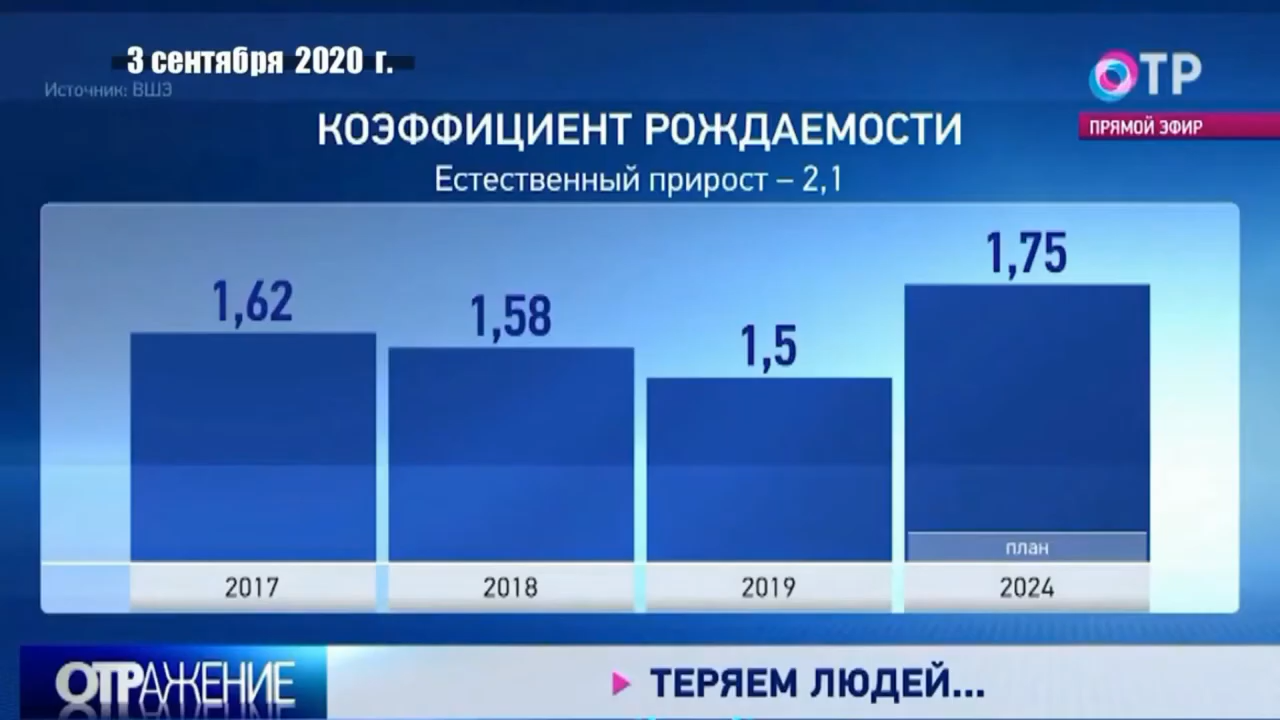 3 сентября 2020 г.
Источник: ВШЭ
ОТР
ПРЯМОЙ ЭФИР
КОЭФФИЦИЕНТ РОЖДАЕМОСТИ
Естественный прирост – 2,1
1,62
1,58
1,5
1,75
план
2017
2018
2019
2024
ОТРАЖЕНИЕ
ТЕРЯЕМ ЛЮДЕЙ...